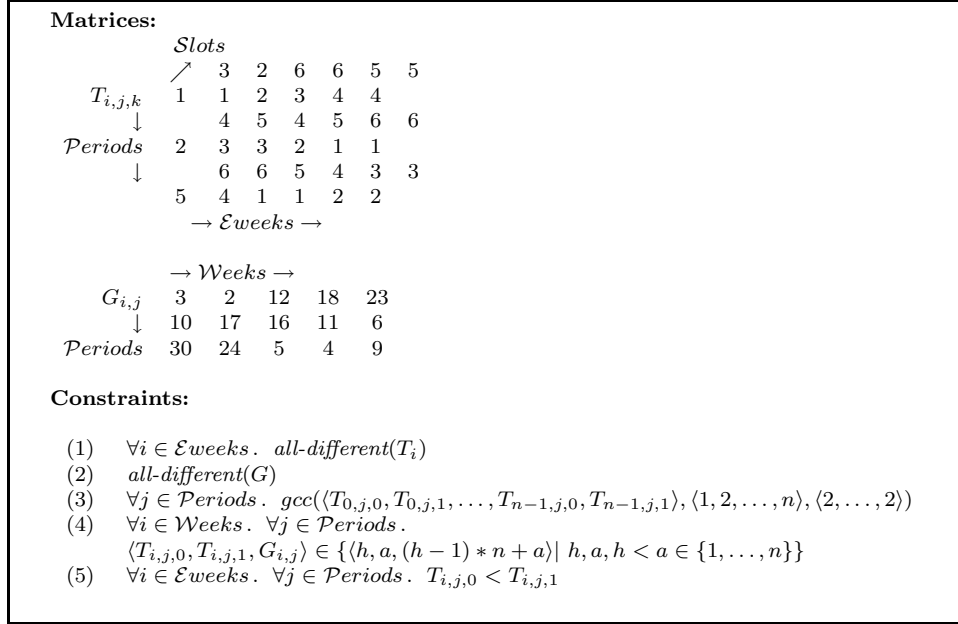 Matrices:
Slots
↗ 3 2 6 6 5 5
T_{i,j,k} 1 1 2 3 4 4
↓ 4 5 4 5 6 6
Periods 2 3 3 2 1 1
↓ 6 6 5 4 3 3
5 4 1 1 2 2
→ Eweeks →
→ Weeks →
G_{i,j} 3 2 12 18 23
↓ 10 17 16 11 6
Periods 30 24 5 4 9
Constraints:
(1) ∀i ∈ Eweeks . all-different(T_i)
(2) all-different(G)
(3) ∀j ∈ Periods . gcc(⟨T_{0,j,0}, T_{0,j,1}, . . . , T_{n−1,j,0}, T_{n−1,j,1}⟩, ⟨1, 2, . . . , n⟩, ⟨2, . . . , 2⟩)
(4) ∀i ∈ Weeks . ∀j ∈ Periods .
⟨T_{i,j,0}, T_{i,j,1}, G_{i,j}⟩ ∈ {⟨h, a, (h − 1) ∗ n + a⟩| h, a, h < a ∈ {1, . . . , n}}
(5) ∀i ∈ Eweeks . ∀j ∈ Periods . T_{i,j,0} < T_{i,j,1}